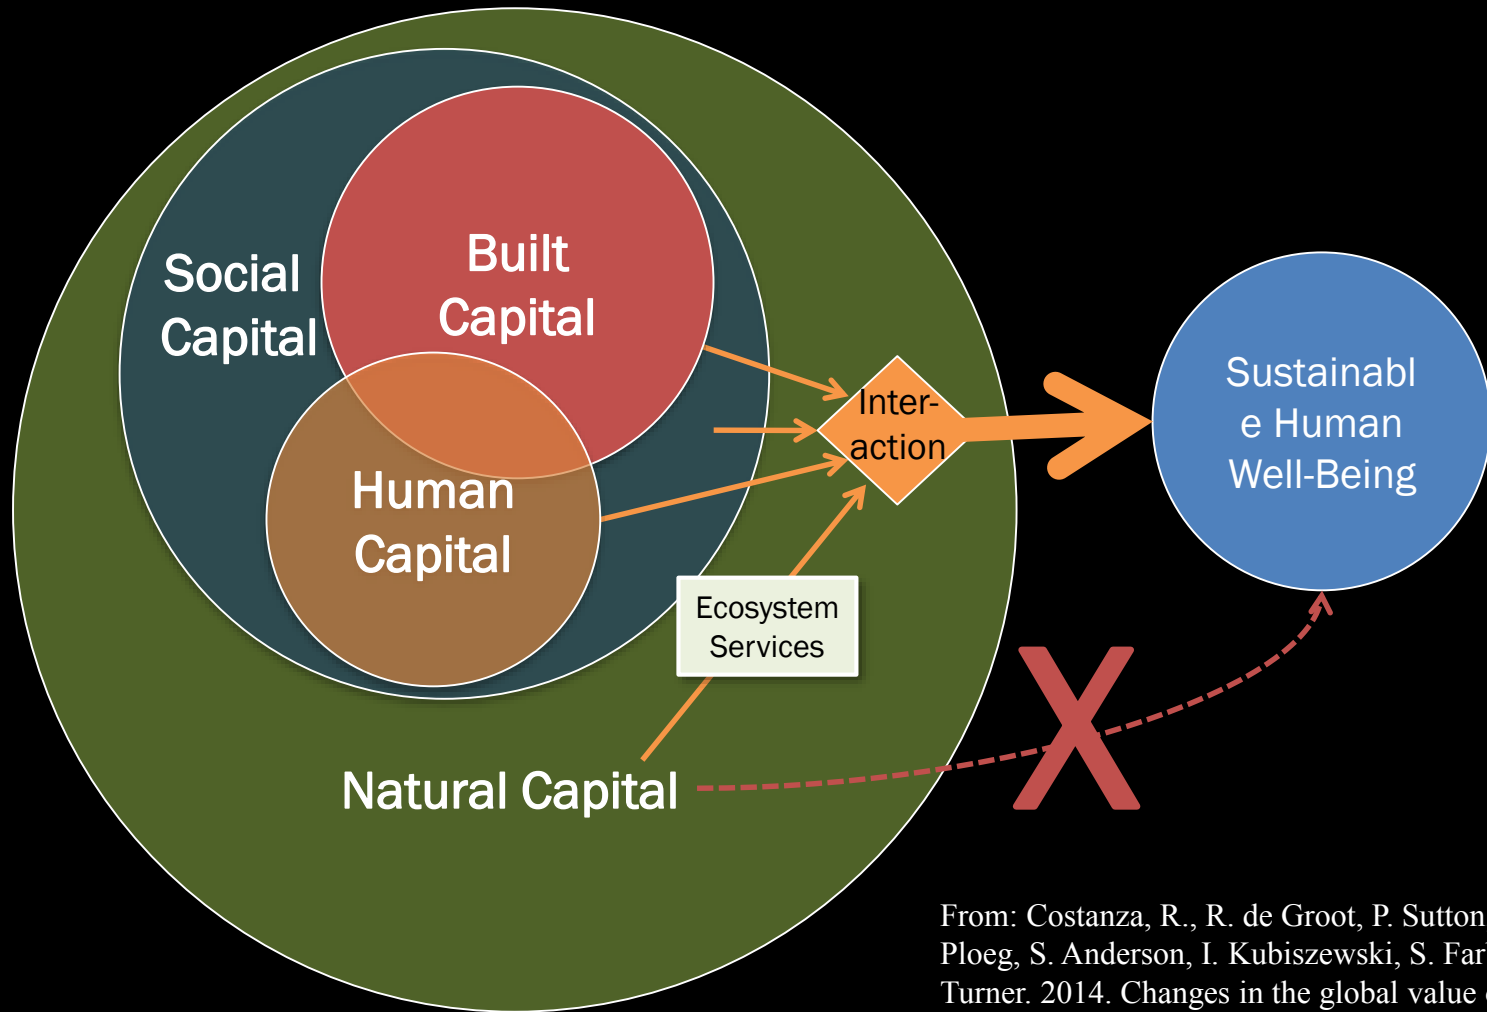 Social
Capital
Built
Capital
Human
Capital
Inter-
action
Ecosystem
Services
Natural Capital
X
Sustainabl
e Human
Well-Being
From: Costanza, R., R. de Groot, P. Sutton
Ploeg, S. Anderson, I. Kubiszewski, S. Far
Turner. 2014. Changes in the global value